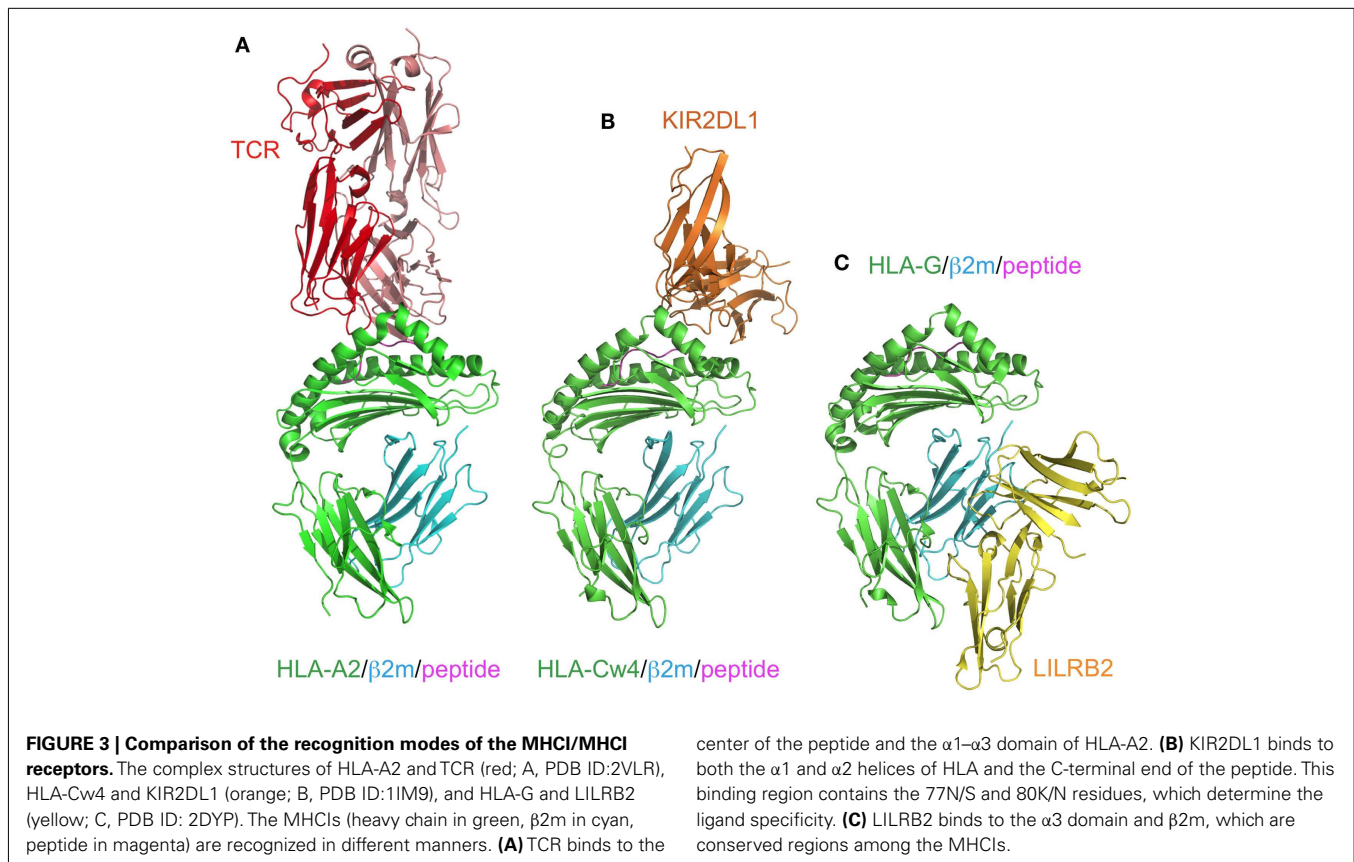 A
TCR
B
KIR2DL1
C HLA-G/β2m/peptide
HLA-A2/β2m/peptide
HLA-Cw4/β2m/peptide
LILRB2
FIGURE 3 | Comparison of the recognition modes of the MHCI/MHCI
receptors. The complex structures of HLA-A2 and TCR (red; A, PDB ID:2VLR),
HLA-Cw4 and KIR2DL1 (orange; B, PDB ID:1IM9), and HLA-G and LILRB2
(yellow; C, PDB ID: 2DYP). The MHCIs (heavy chain in green, β2m in cyan,
peptide in magenta) are recognized in different manners. (A) TCR binds to the
center of the peptide and the α1–α3 domain of HLA-A2. (B) KIR2DL1 binds to
both the α1 and α2 helices of HLA and the C-terminal end of the peptide. This
binding region contains the 77N/S and 80K/N residues, which determine the
ligand specificity. (C) LILRB2 binds to the α3 domain and β2m, which are
conserved regions among the MHCIs.